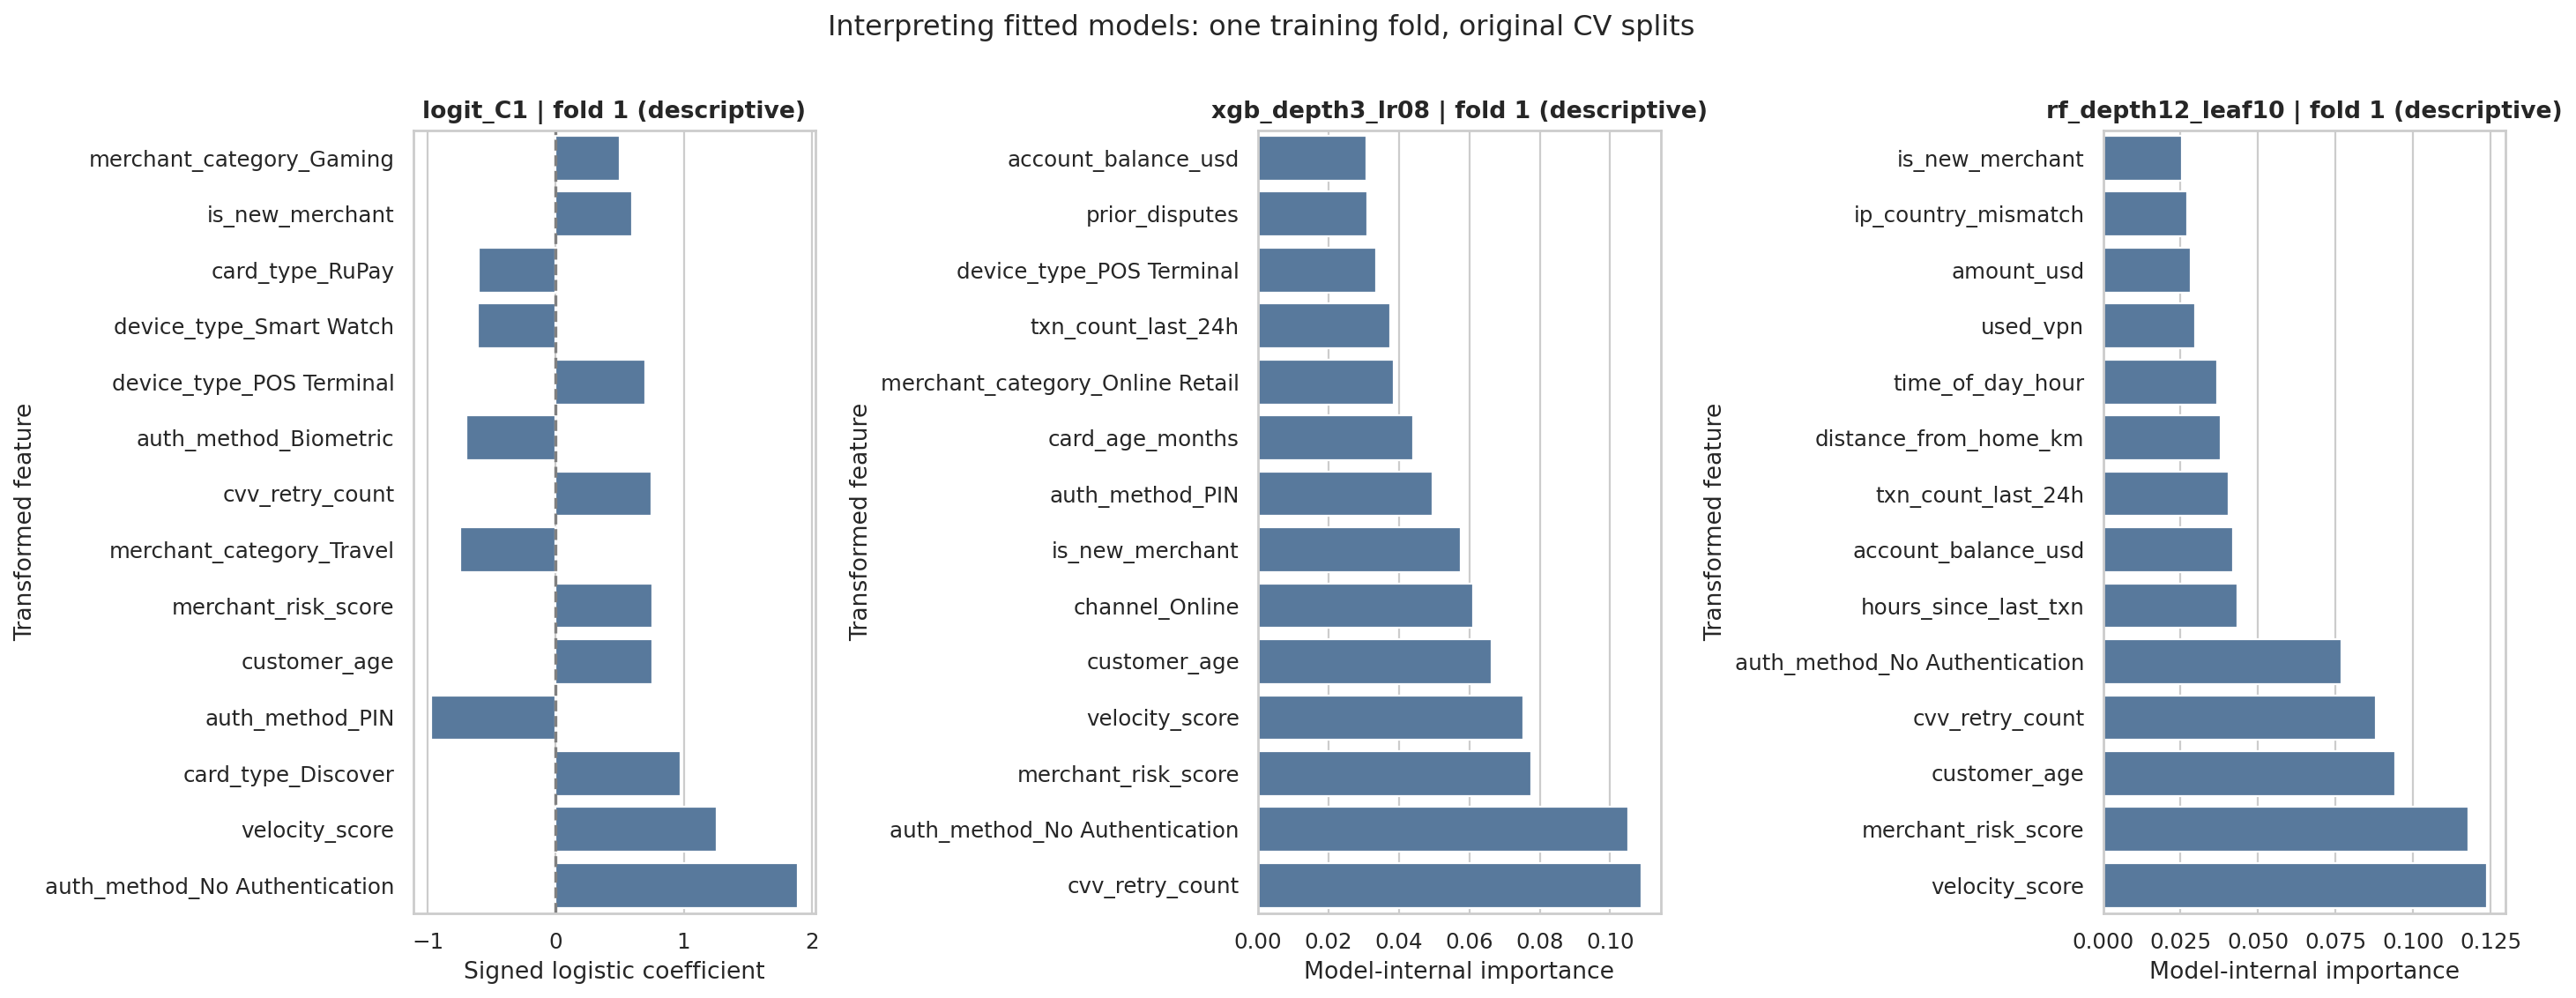 Interpreting fitted models: one training fold, original CV splits
logit_C1 | fold 1 (descriptive)
Transformed feature
merchant_category_Gaming
is_new_merchant
card_type_RuPay
device_type_Smart Watch
device_type_POS Terminal
auth_method_Biometric
cvv_retry_count
merchant_category_Travel
merchant_risk_score
customer_age
auth_method_PIN
card_type_Discover
velocity_score
auth_method_No Authentication
−1 0 1 2
Signed logistic coefficient
xgb_depth3_lr08 | fold 1 (descriptive)
Transformed feature
account_balance_usd
prior_disputes
device_type_POS Terminal
txn_count_last_24h
merchant_category_Online Retail
card_age_months
auth_method_PIN
is_new_merchant
channel_Online
customer_age
velocity_score
merchant_risk_score
auth_method_No Authentication
cvv_retry_count
0.00 0.02 0.04 0.06 0.08 0.10
Model-internal importance
rf_depth12_leaf10 | fold 1 (descriptive)
Transformed feature
is_new_merchant
ip_country_mismatch
amount_usd
used_vpn
time_of_day_hour
distance_from_home_km
txn_count_last_24h
account_balance_usd
hours_since_last_txn
auth_method_No Authentication
cvv_retry_count
customer_age
merchant_risk_score
velocity_score
0.000 0.025 0.050 0.075 0.100 0.125
Model-internal importance